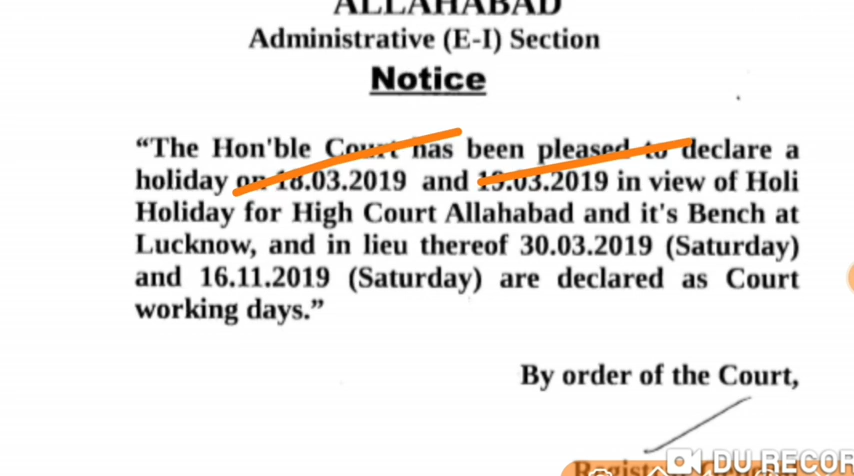 ALLAHABAD
Administrative (E-I) Section
Notice
“The Hon'ble Court has been pleased to declare a
holiday on 18.03.2019 and 19.03.2019 in view of Holi
Holiday for High Court Allahabad and it's Bench at
Lucknow, and in lieu thereof 30.03.2019 (Saturday)
and 16.11.2019 (Saturday) are declared as Court
working days.”
By order of the Court,
DU RECOR